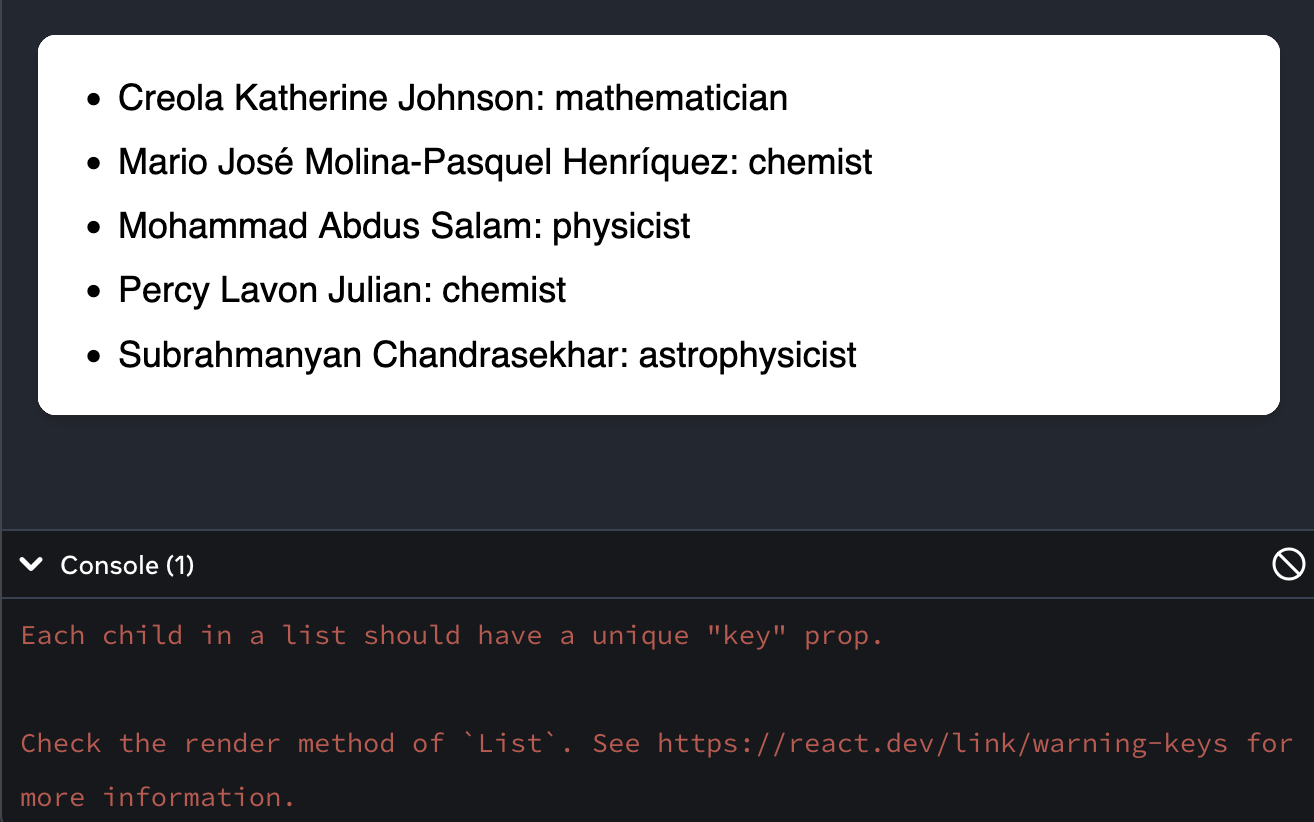 • Creola Katherine Johnson: mathematician
• Mario José Molina-Pasquel Henríquez: chemist
• Mohammad Abdus Salam: physicist
• Percy Lavon Julian: chemist
• Subrahmanyan Chandrasekhar: astrophysicist
Console (1)
Each child in a list should have a unique "key" prop.
Check the render method of `List`. See https://react.dev/link/warning-keys for
more information.